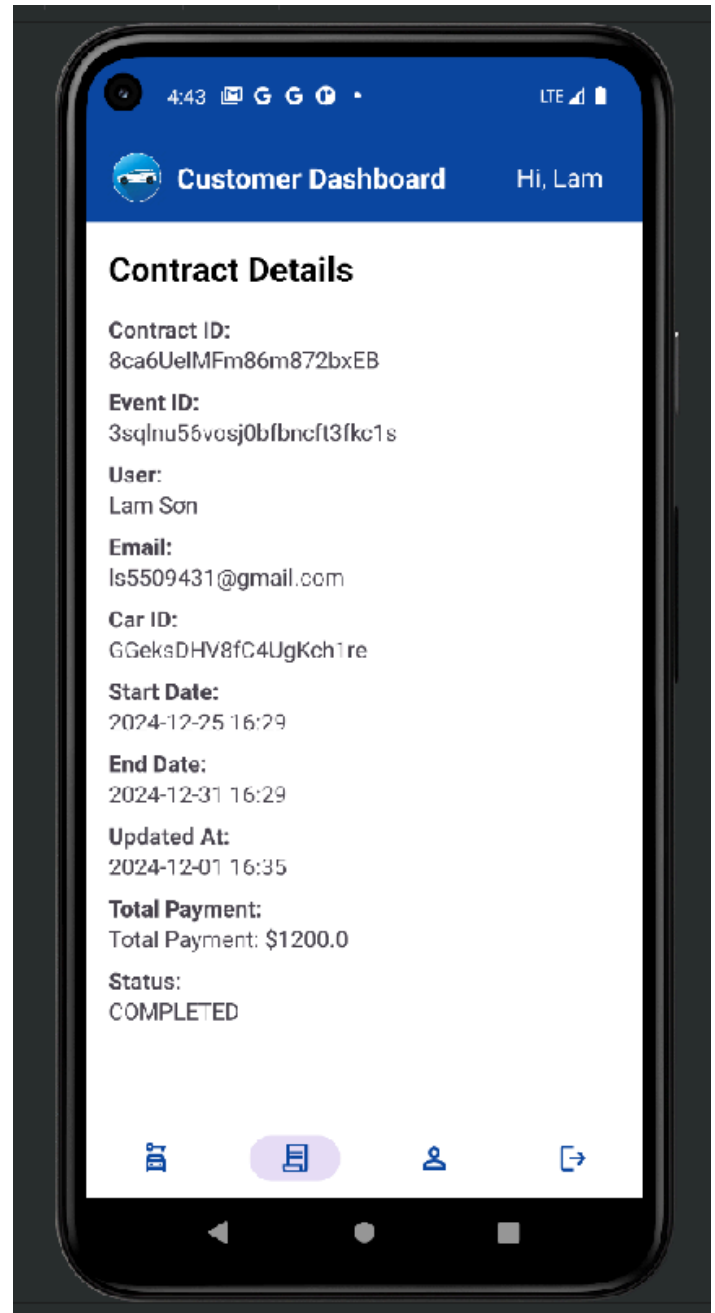 4:43
LTE
Customer Dashboard
Hi, Lam
Contract Details
Contract ID:
8ca6UelMFm86m872bxEB
Event ID:
3sqlnu56vosj0bfbncft3fkc1s
User:
Lam Sơn
Email:
ls5509431@gmail.com
Car ID:
GGeksDHV8fC4UgKch1re
Start Date:
2024-12-25 16:29
End Date:
2024-12-31 16:29
Updated At:
2024-12-01 16:35
Total Payment:
Total Payment: $1200.0
Status:
COMPLETED